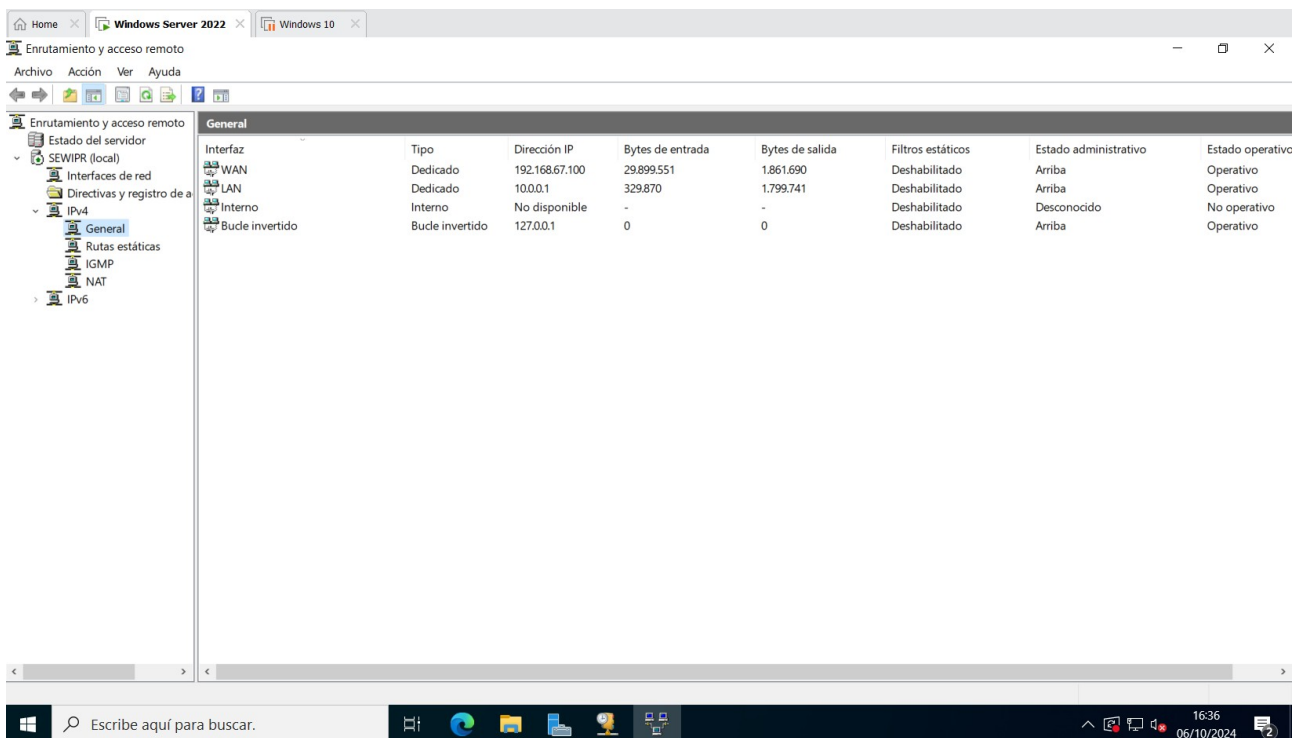 Home Windows Server 2022 Windows 10
Enrutamiento y acceso remoto
Archivo Acción Ver Ayuda
Enrutamiento y acceso remoto
Estado del servidor
SEWIPR (local)
Interfaces de red
Directivas y registro de a
IPv4
General
Rutas estáticas
IGMP
NAT
IPv6
General
Interfaz Tipo Dirección IP Bytes de entrada Bytes de salida Filtros estáticos Estado administrativo Estado operativo
WAN Dedicado 192.168.67.100 29.899.551 1.861.690 Deshabilitado Arriba Operativo
LAN Dedicado 10.0.0.1 329.870 1.799.741 Deshabilitado Arriba Operativo
Interno Interno No disponible - - Deshabilitado Desconocido No operativo
Bucle invertido Bucle invertido 127.0.0.1 0 0 Deshabilitado Arriba Operativo
Escribe aquí para buscar.
16:36
06/10/2024
2